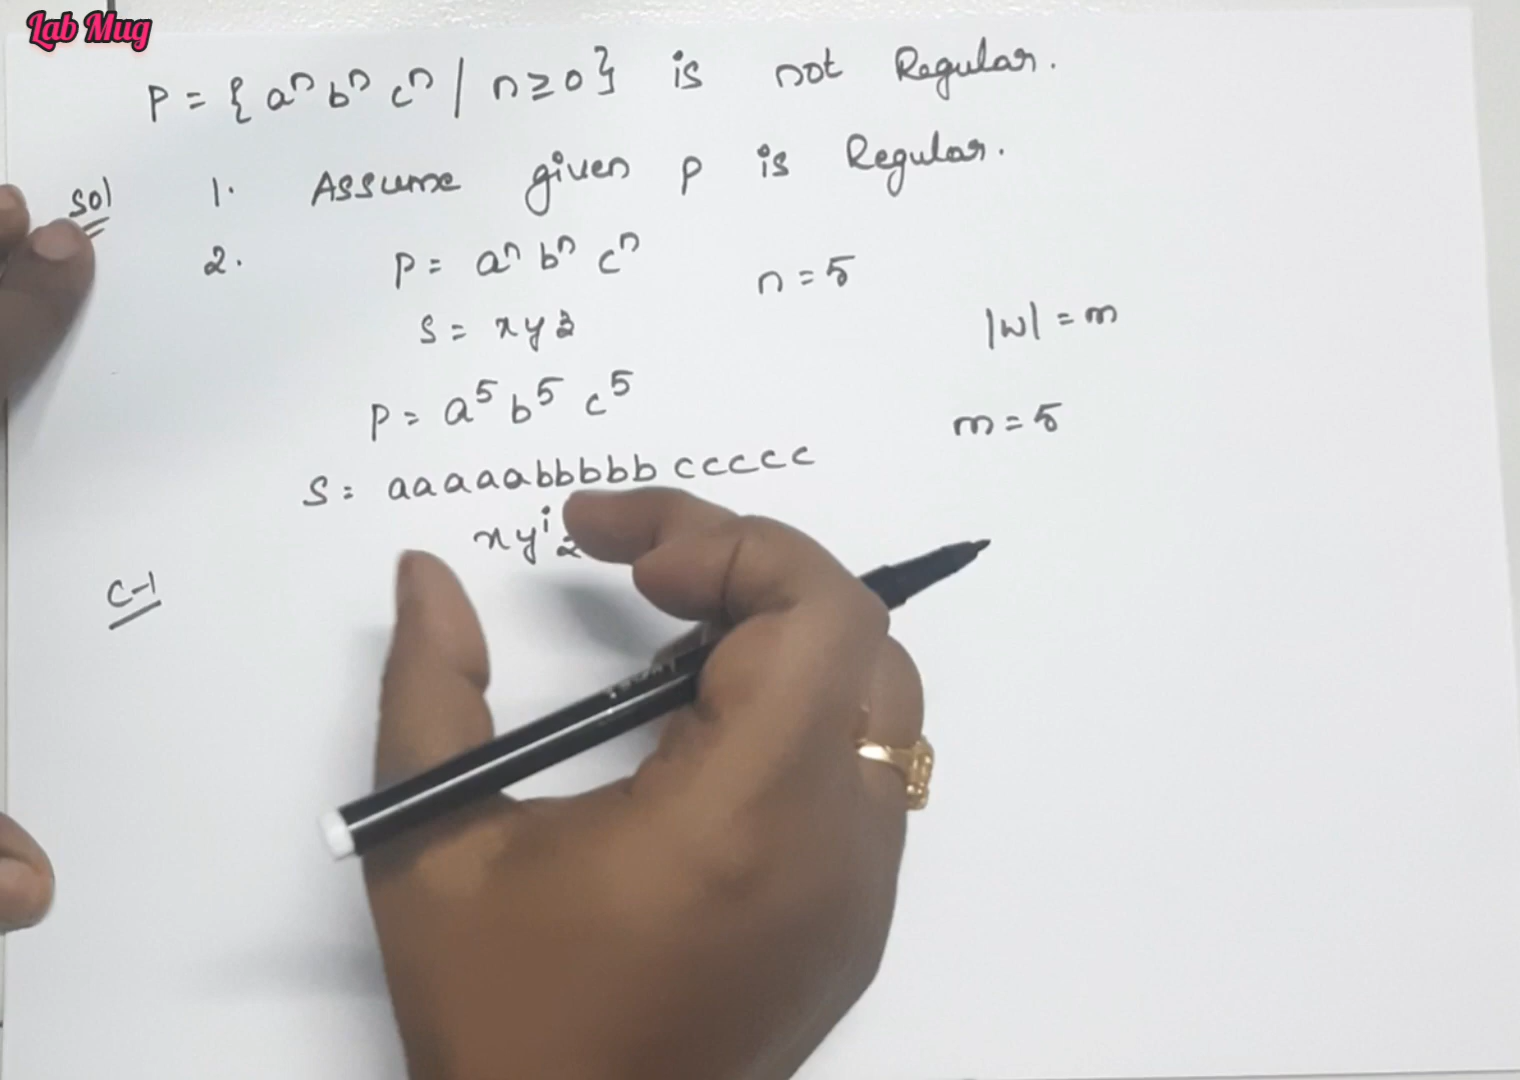 Lab Mug
P = { aⁿ bⁿ cⁿ / n ≥ 0 } is not Regular.
Sol 1. Assume given p is Regular.
2. P = aⁿ bⁿ cⁿ n = 5
S = xyz |w| = m
P = a⁵ b⁵ c⁵ m = 5
S = aaaaabbbbbccccc
xyⁱz
C-1